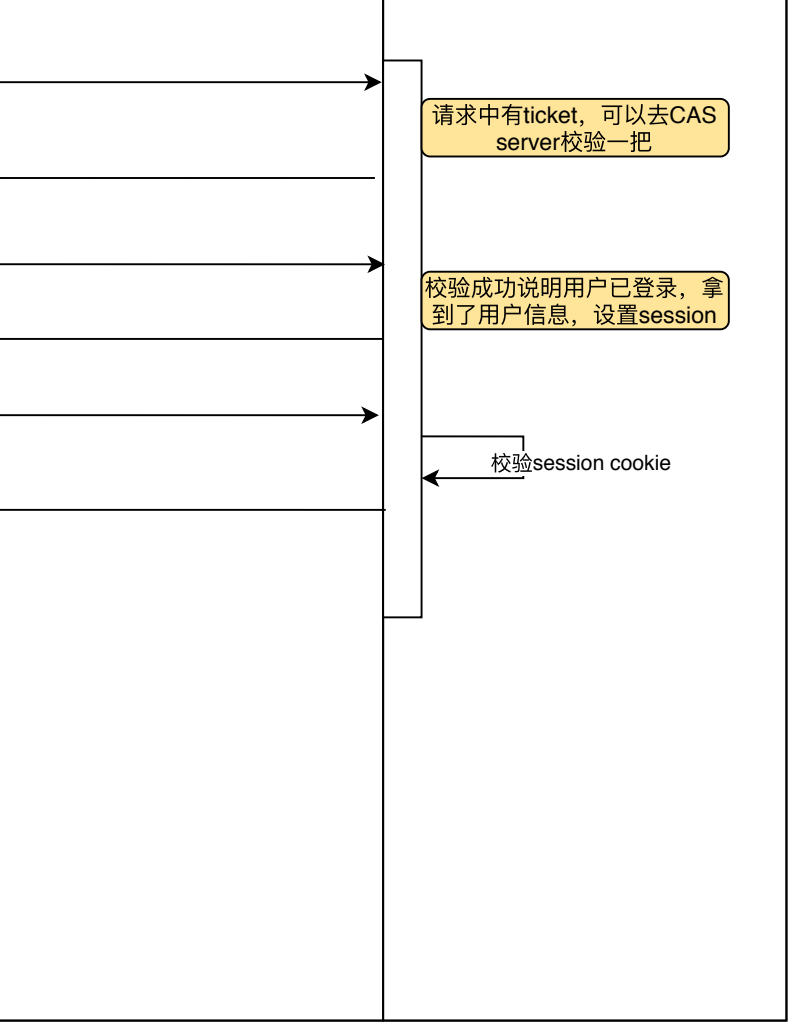 请求中有ticket，可以去CAS
server校验一把
校验成功说明用户已登录，拿
到了用户信息，设置session
校验session cookie